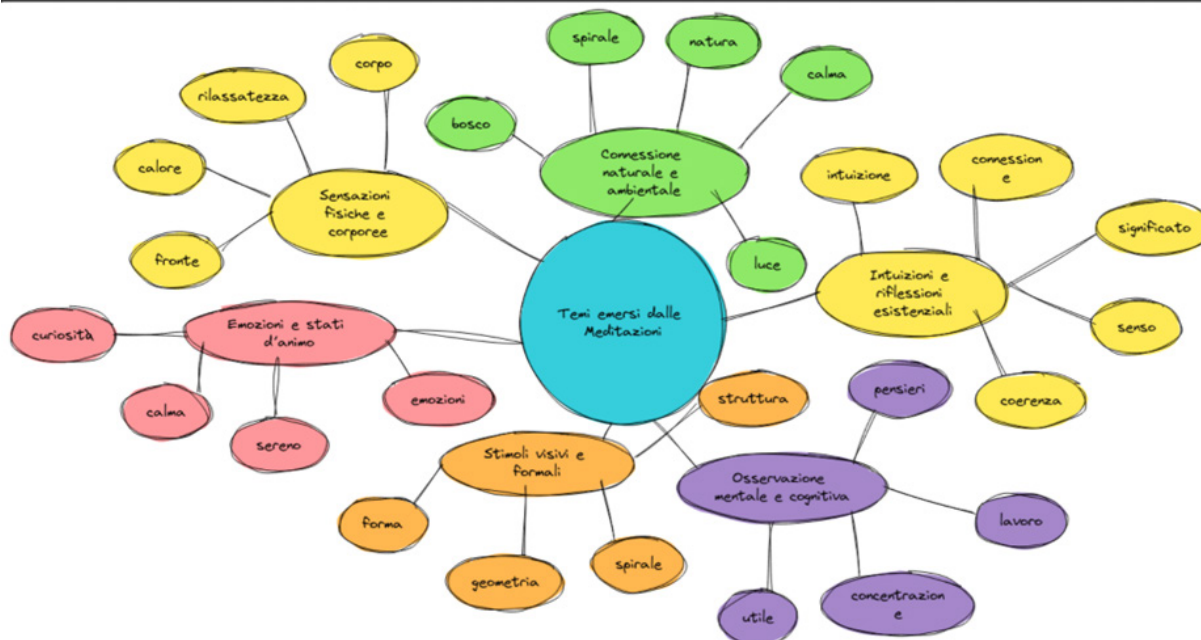 spirale
natura
corpo
calma
rilassatezza
bosco
Connessione
naturale e
ambientale
connession
e
calore
intuizione
Sensazioni
fisiche e
corporee
significato
fronte
luce
Intuizioni e
riflessioni
esistenziali
Temi emersi dalle
Meditazioni
curiosità
Emozioni e stati
d'animo
senso
pensieri
calma
emozioni
struttura
coerenza
sereno
Stimoli visivi e
formali
Osservazione
mentale e cognitiva
forma
lavoro
geometria
spirale
utile
concentrazion
e